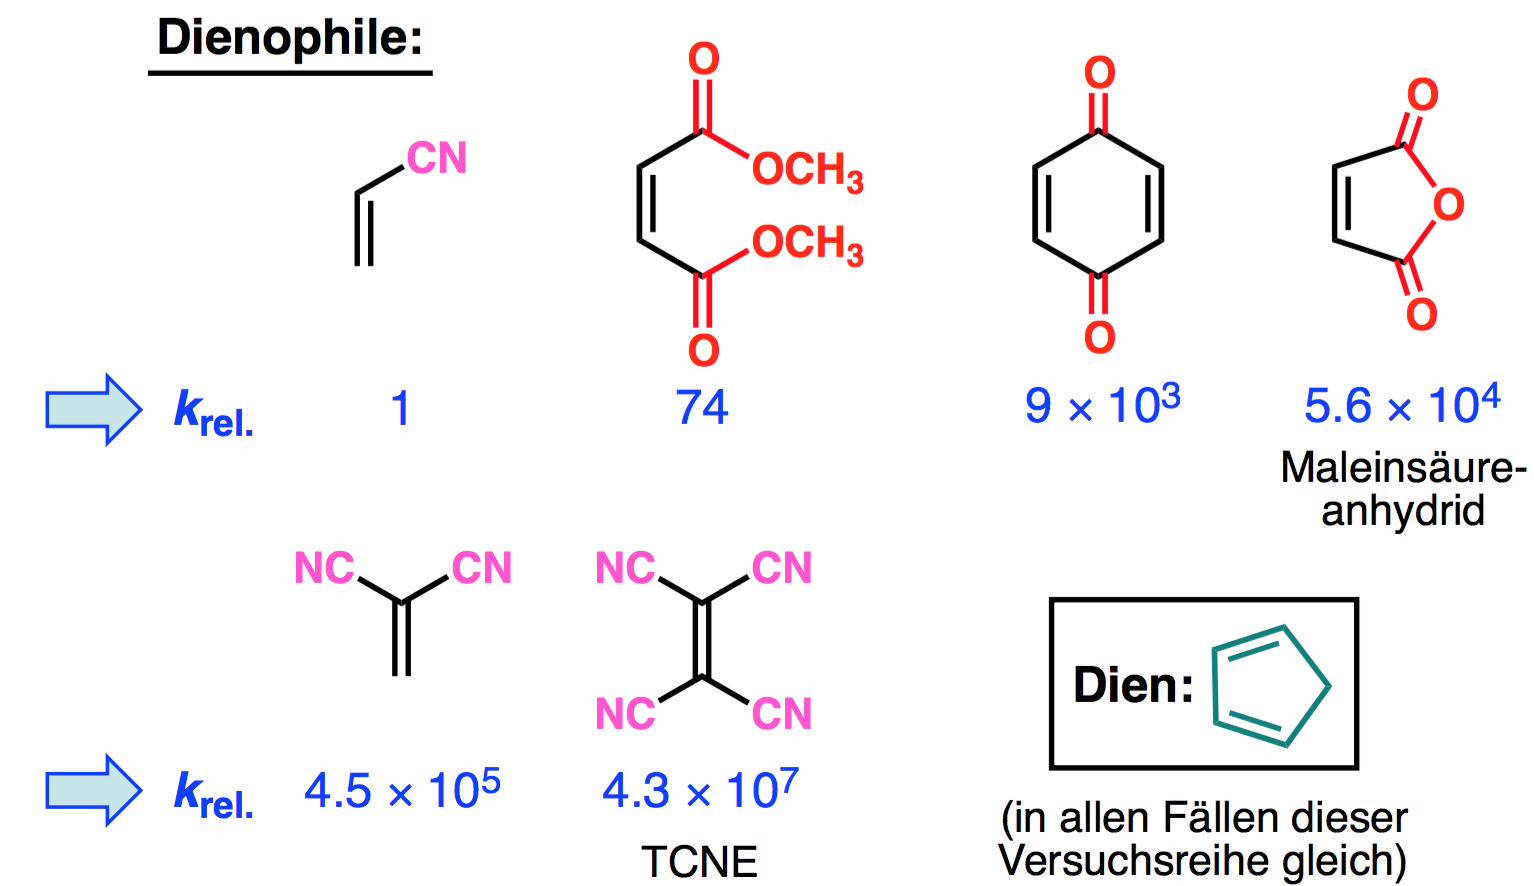 Dienophile:
CN
O
OCH3
OCH3
O
O
O
O
O
O
krel. 1 74 9 × 10³ 5.6 × 10⁴
Maleinsäure-
anhydrid
NC CN
NC CN
NC CN
Dien:
krel. 4.5 × 10⁵ 4.3 × 10⁷
TCNE
(in allen Fällen dieser
Versuchsreihe gleich)